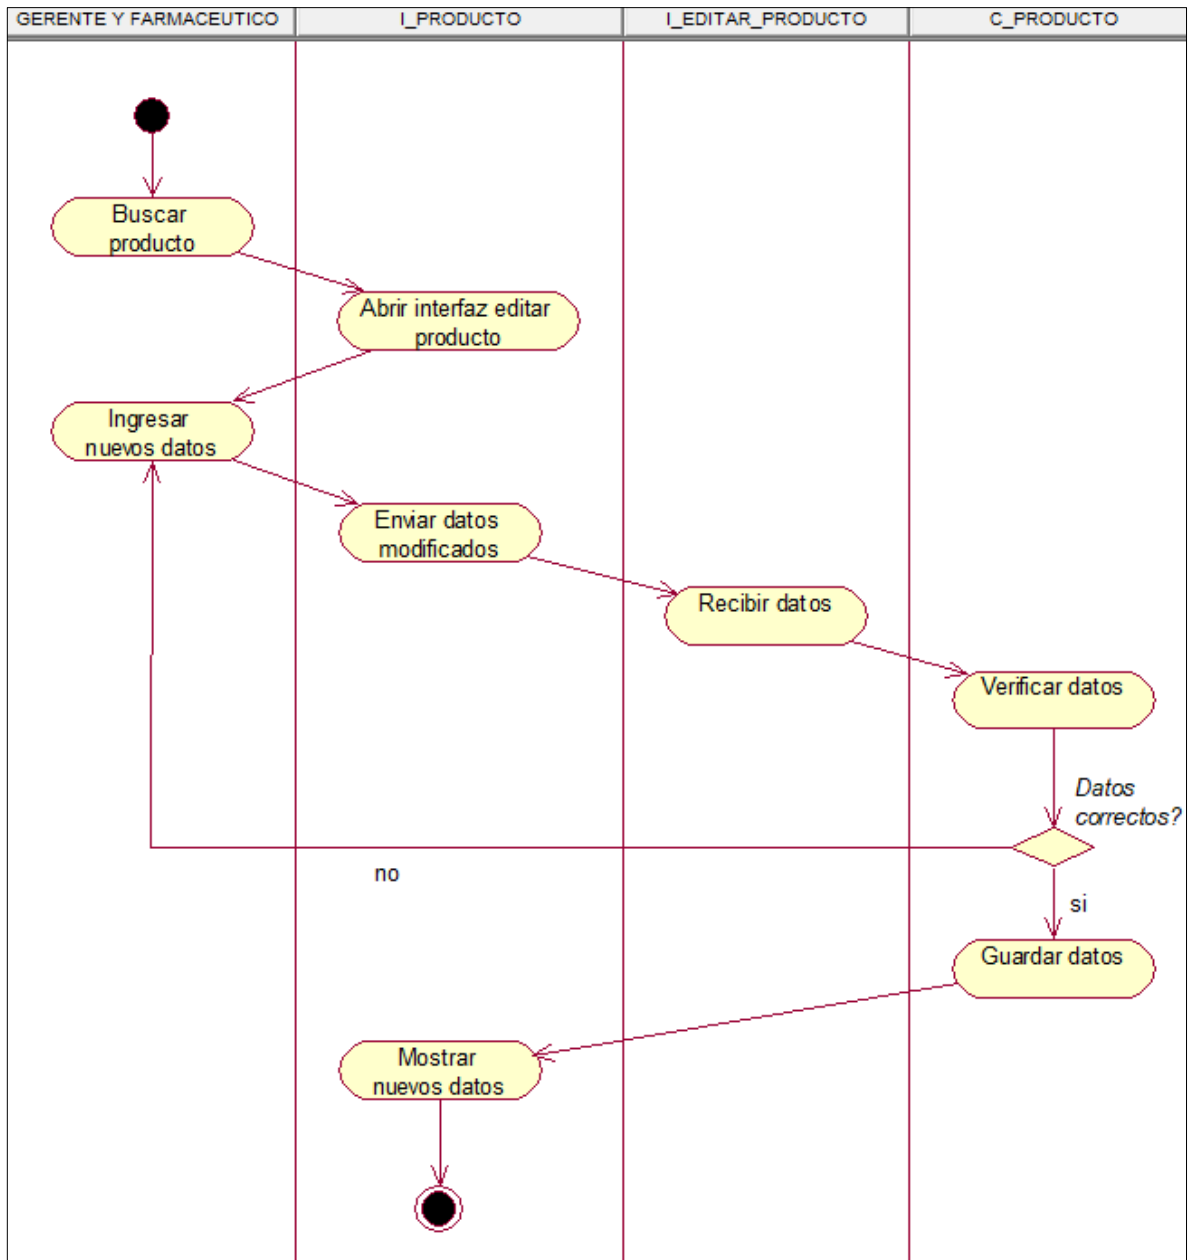 GERENTE Y FARMACEUTICO
I_PRODUCTO
I_EDITAR_PRODUCTO
C_PRODUCTO
Buscar
producto
Abrir interfaz editar
producto
Ingresar
nuevos datos
Enviar datos
modificados
Recibir datos
Verificar datos
Datos
correctos?
no
si
Guardar datos
Mostrar
nuevos datos